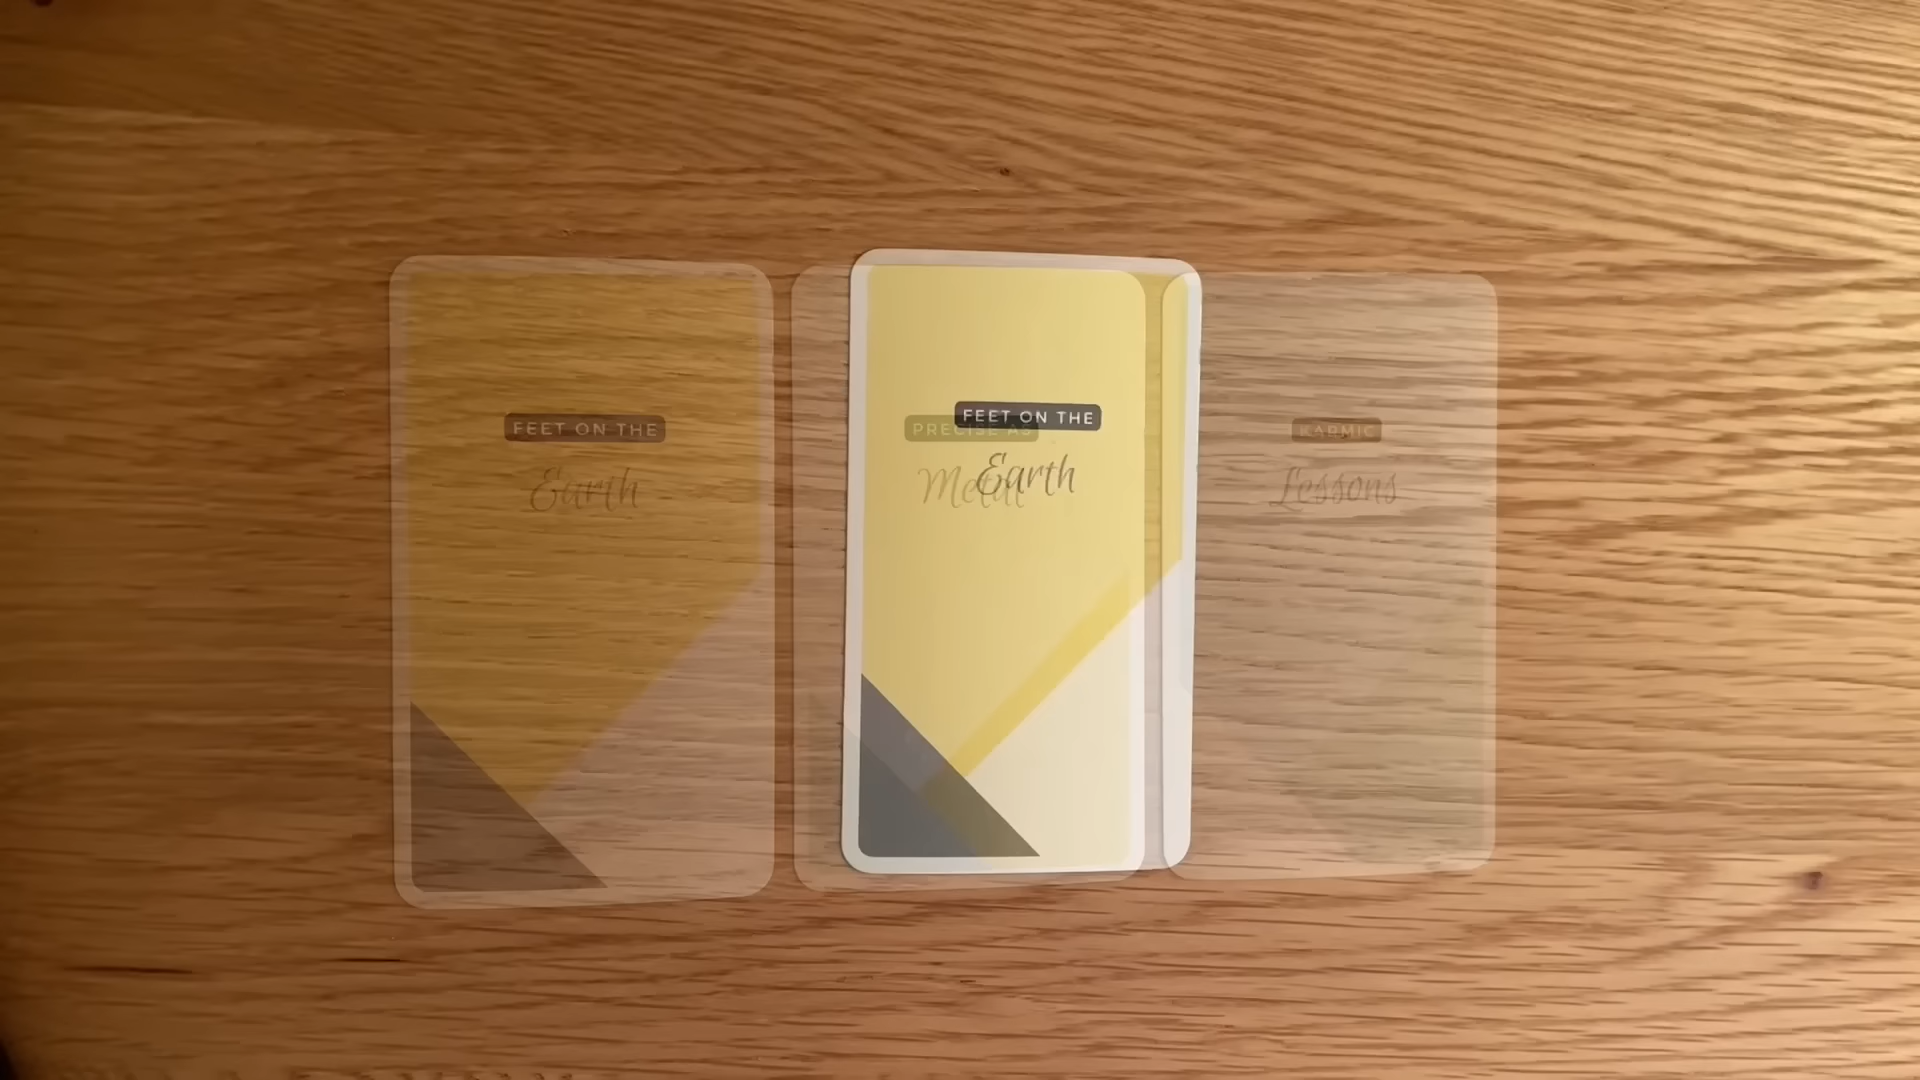 FEET ON THE
Earth
PRECISE AS
Metal
FEET ON THE
Earth
KARMIC
Lessons